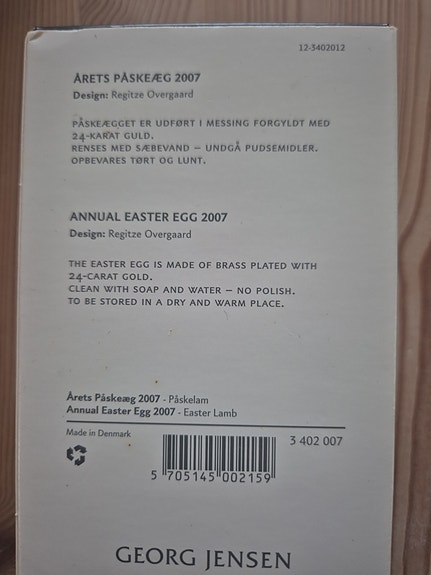 12-3402012
ÅRETS PÅSKEÆG 2007
Design: Regitze Overgaard
PÅSKEÆGGET ER UDFØRT I MESSING FORGYLDT MED
24-KARAT GULD.
RENSES MED SÆBEVAND – UNDGÅ PUDSEMIDLER.
OPBEVARES TØRT OG LUNT.
ANNUAL EASTER EGG 2007
Design: Regitze Overgaard
THE EASTER EGG IS MADE OF BRASS PLATED WITH
24-CARAT GOLD.
CLEAN WITH SOAP AND WATER – NO POLISH.
TO BE STORED IN A DRY AND WARM PLACE.
Årets Påskeæg 2007 - Påskelam
Annual Easter Egg 2007 - Easter Lamb
Made in Denmark
3 402 007
5 705145 002159
GEORG JENSEN